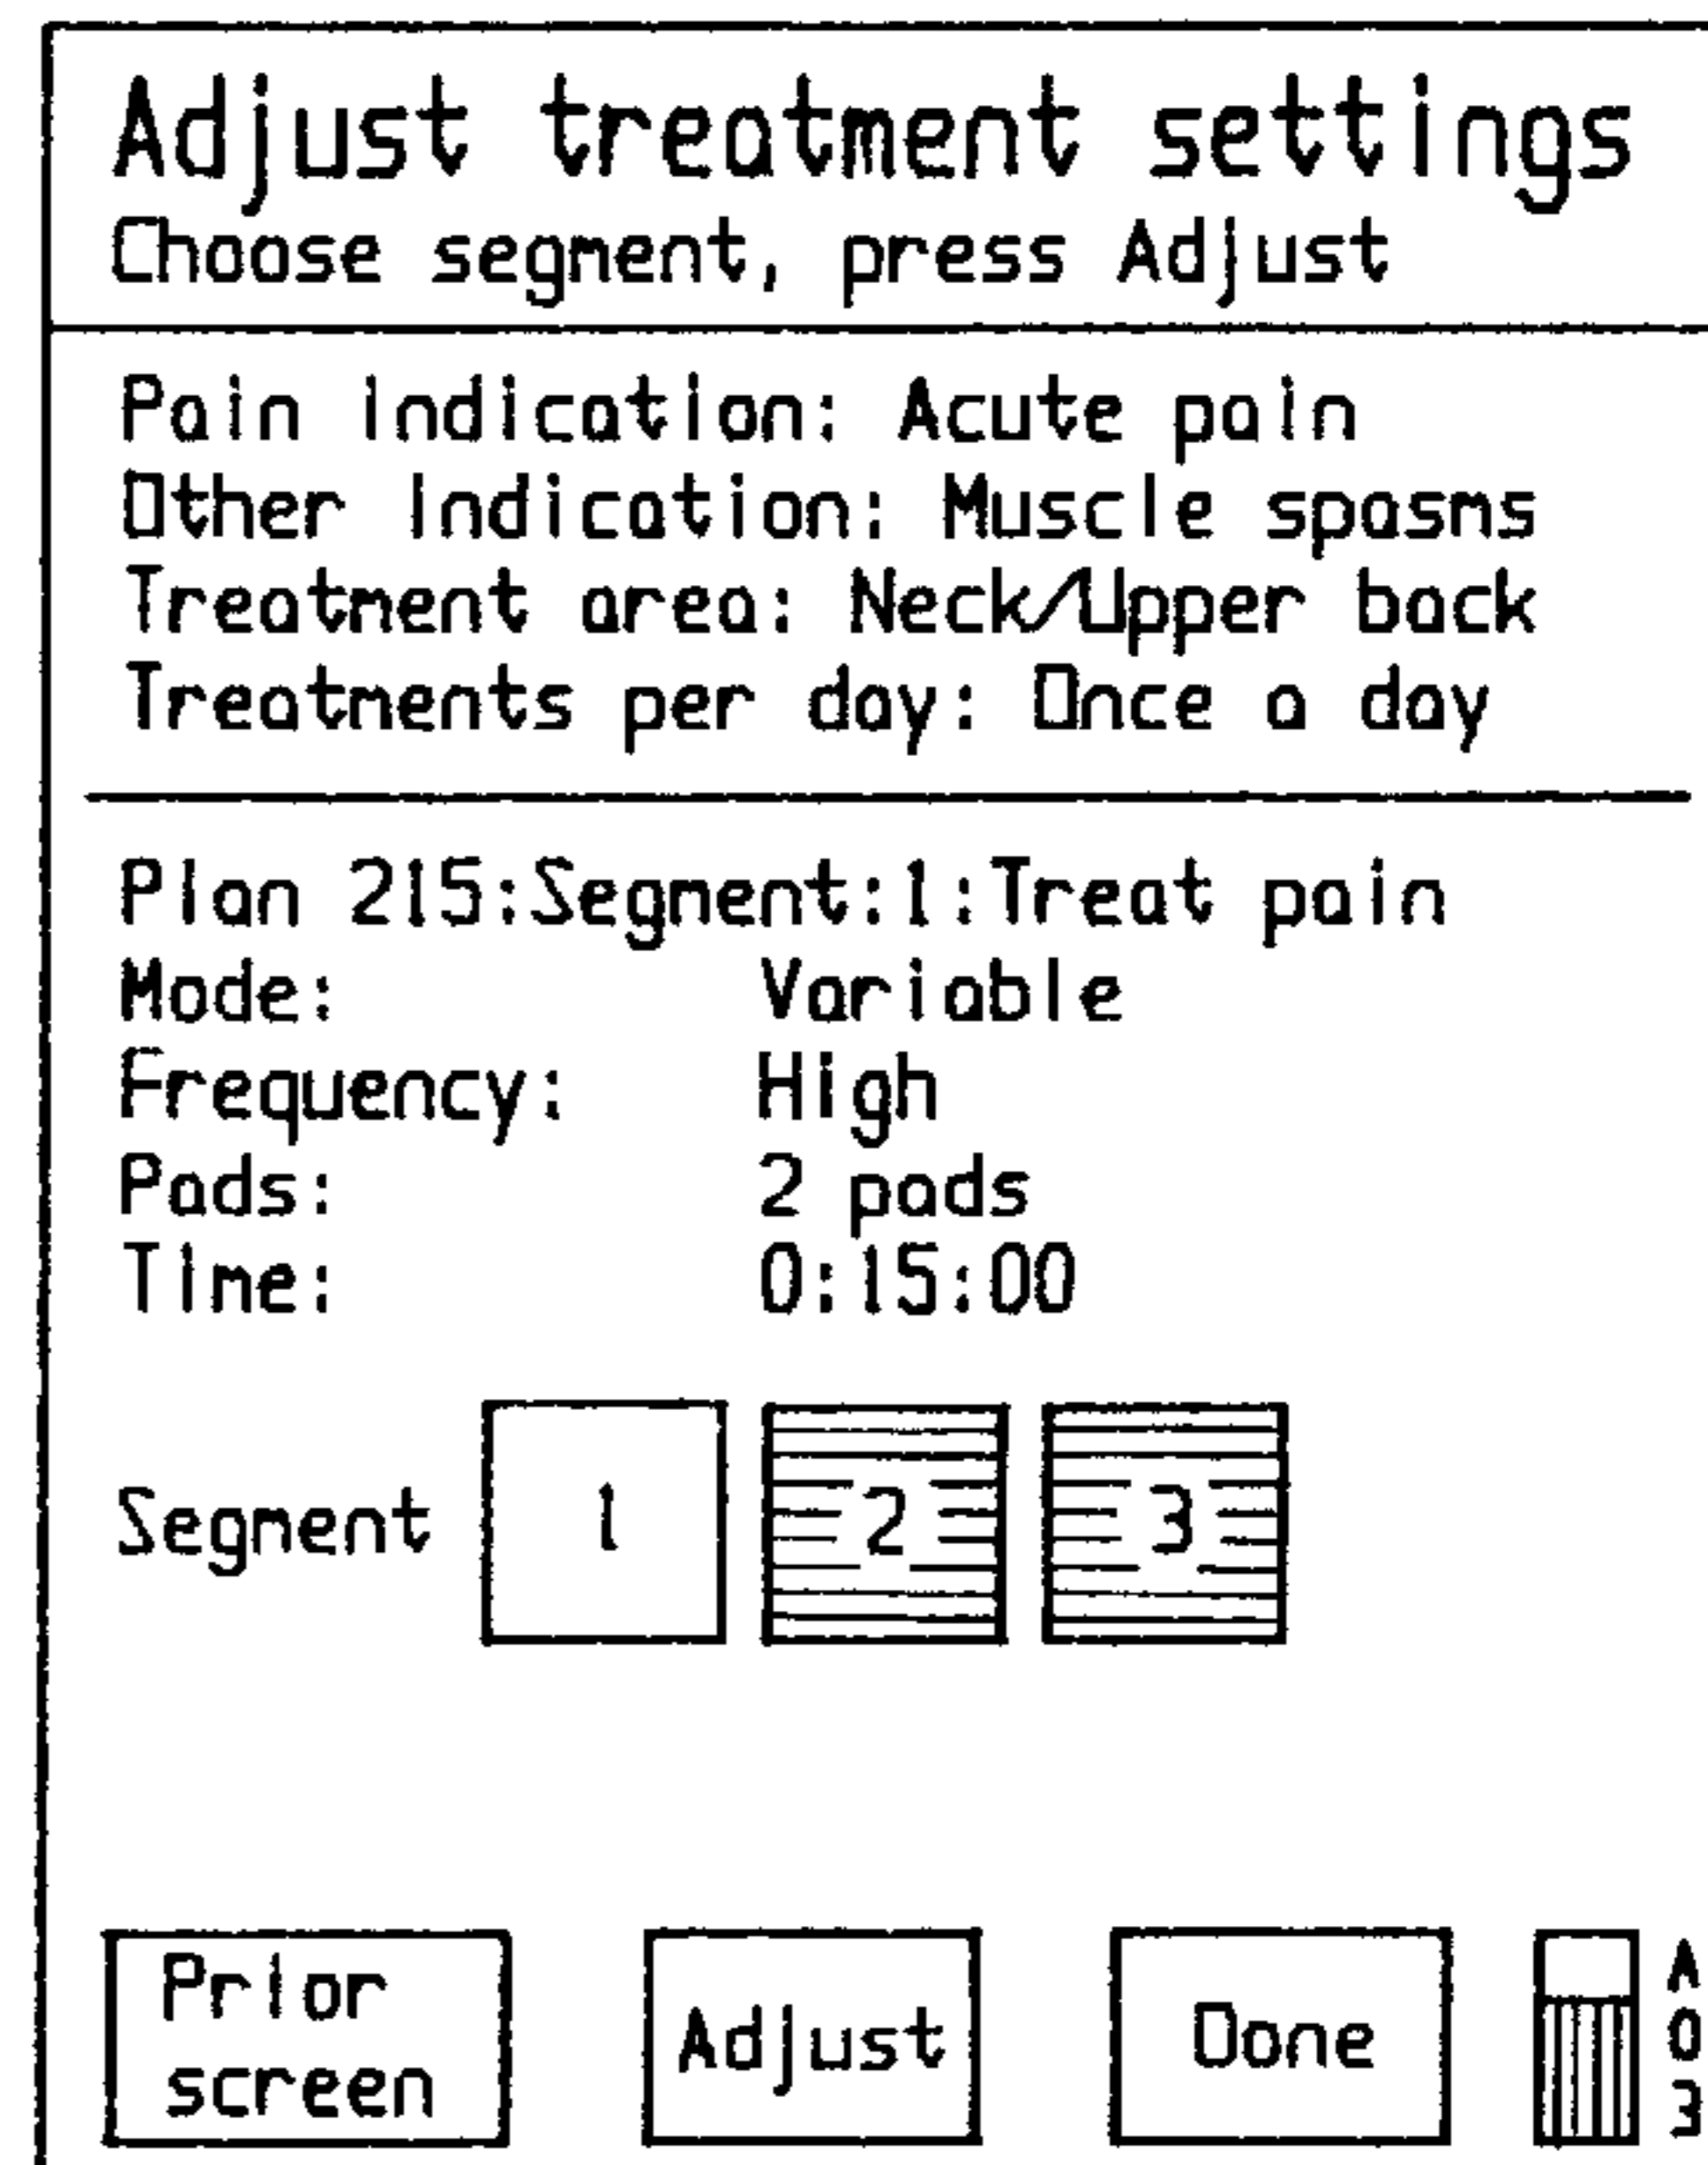 Adjust treatment settings
Choose segment, press Adjust
Pain indication: Acute pain
Other indication: Muscle spasms
Treatment area: Neck/Upper back
Treatments per day: Once a day
Plan 215:Segment:1:Treat pain
Mode: Variable
Frequency: High
Pads: 2 pads
Time: 0:15:00
Segment 1 2 3
Prior
screen
Adjust
Done
A
0
3